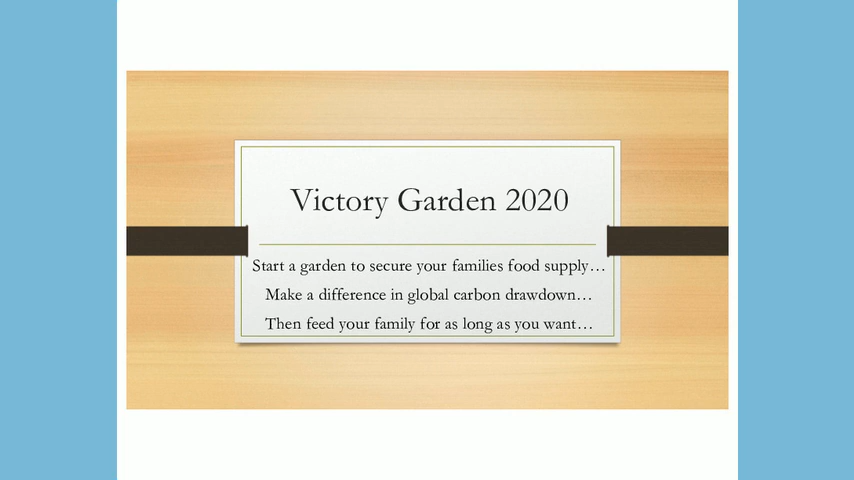 Victory Garden 2020
Start a garden to secure your families food supply…
Make a difference in global carbon drawdown…
Then feed your family for as long as you want…